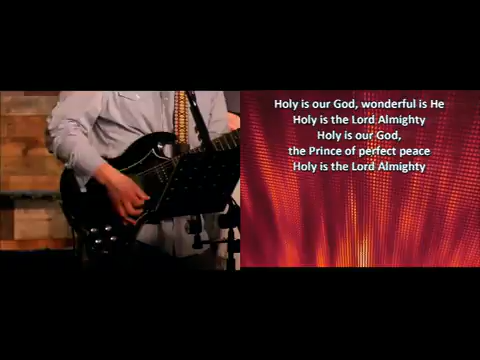 Holy is our God, wonderful is He
Holy is the Lord Almighty
Holy is our God,
the Prince of perfect peace
Holy is the Lord Almighty